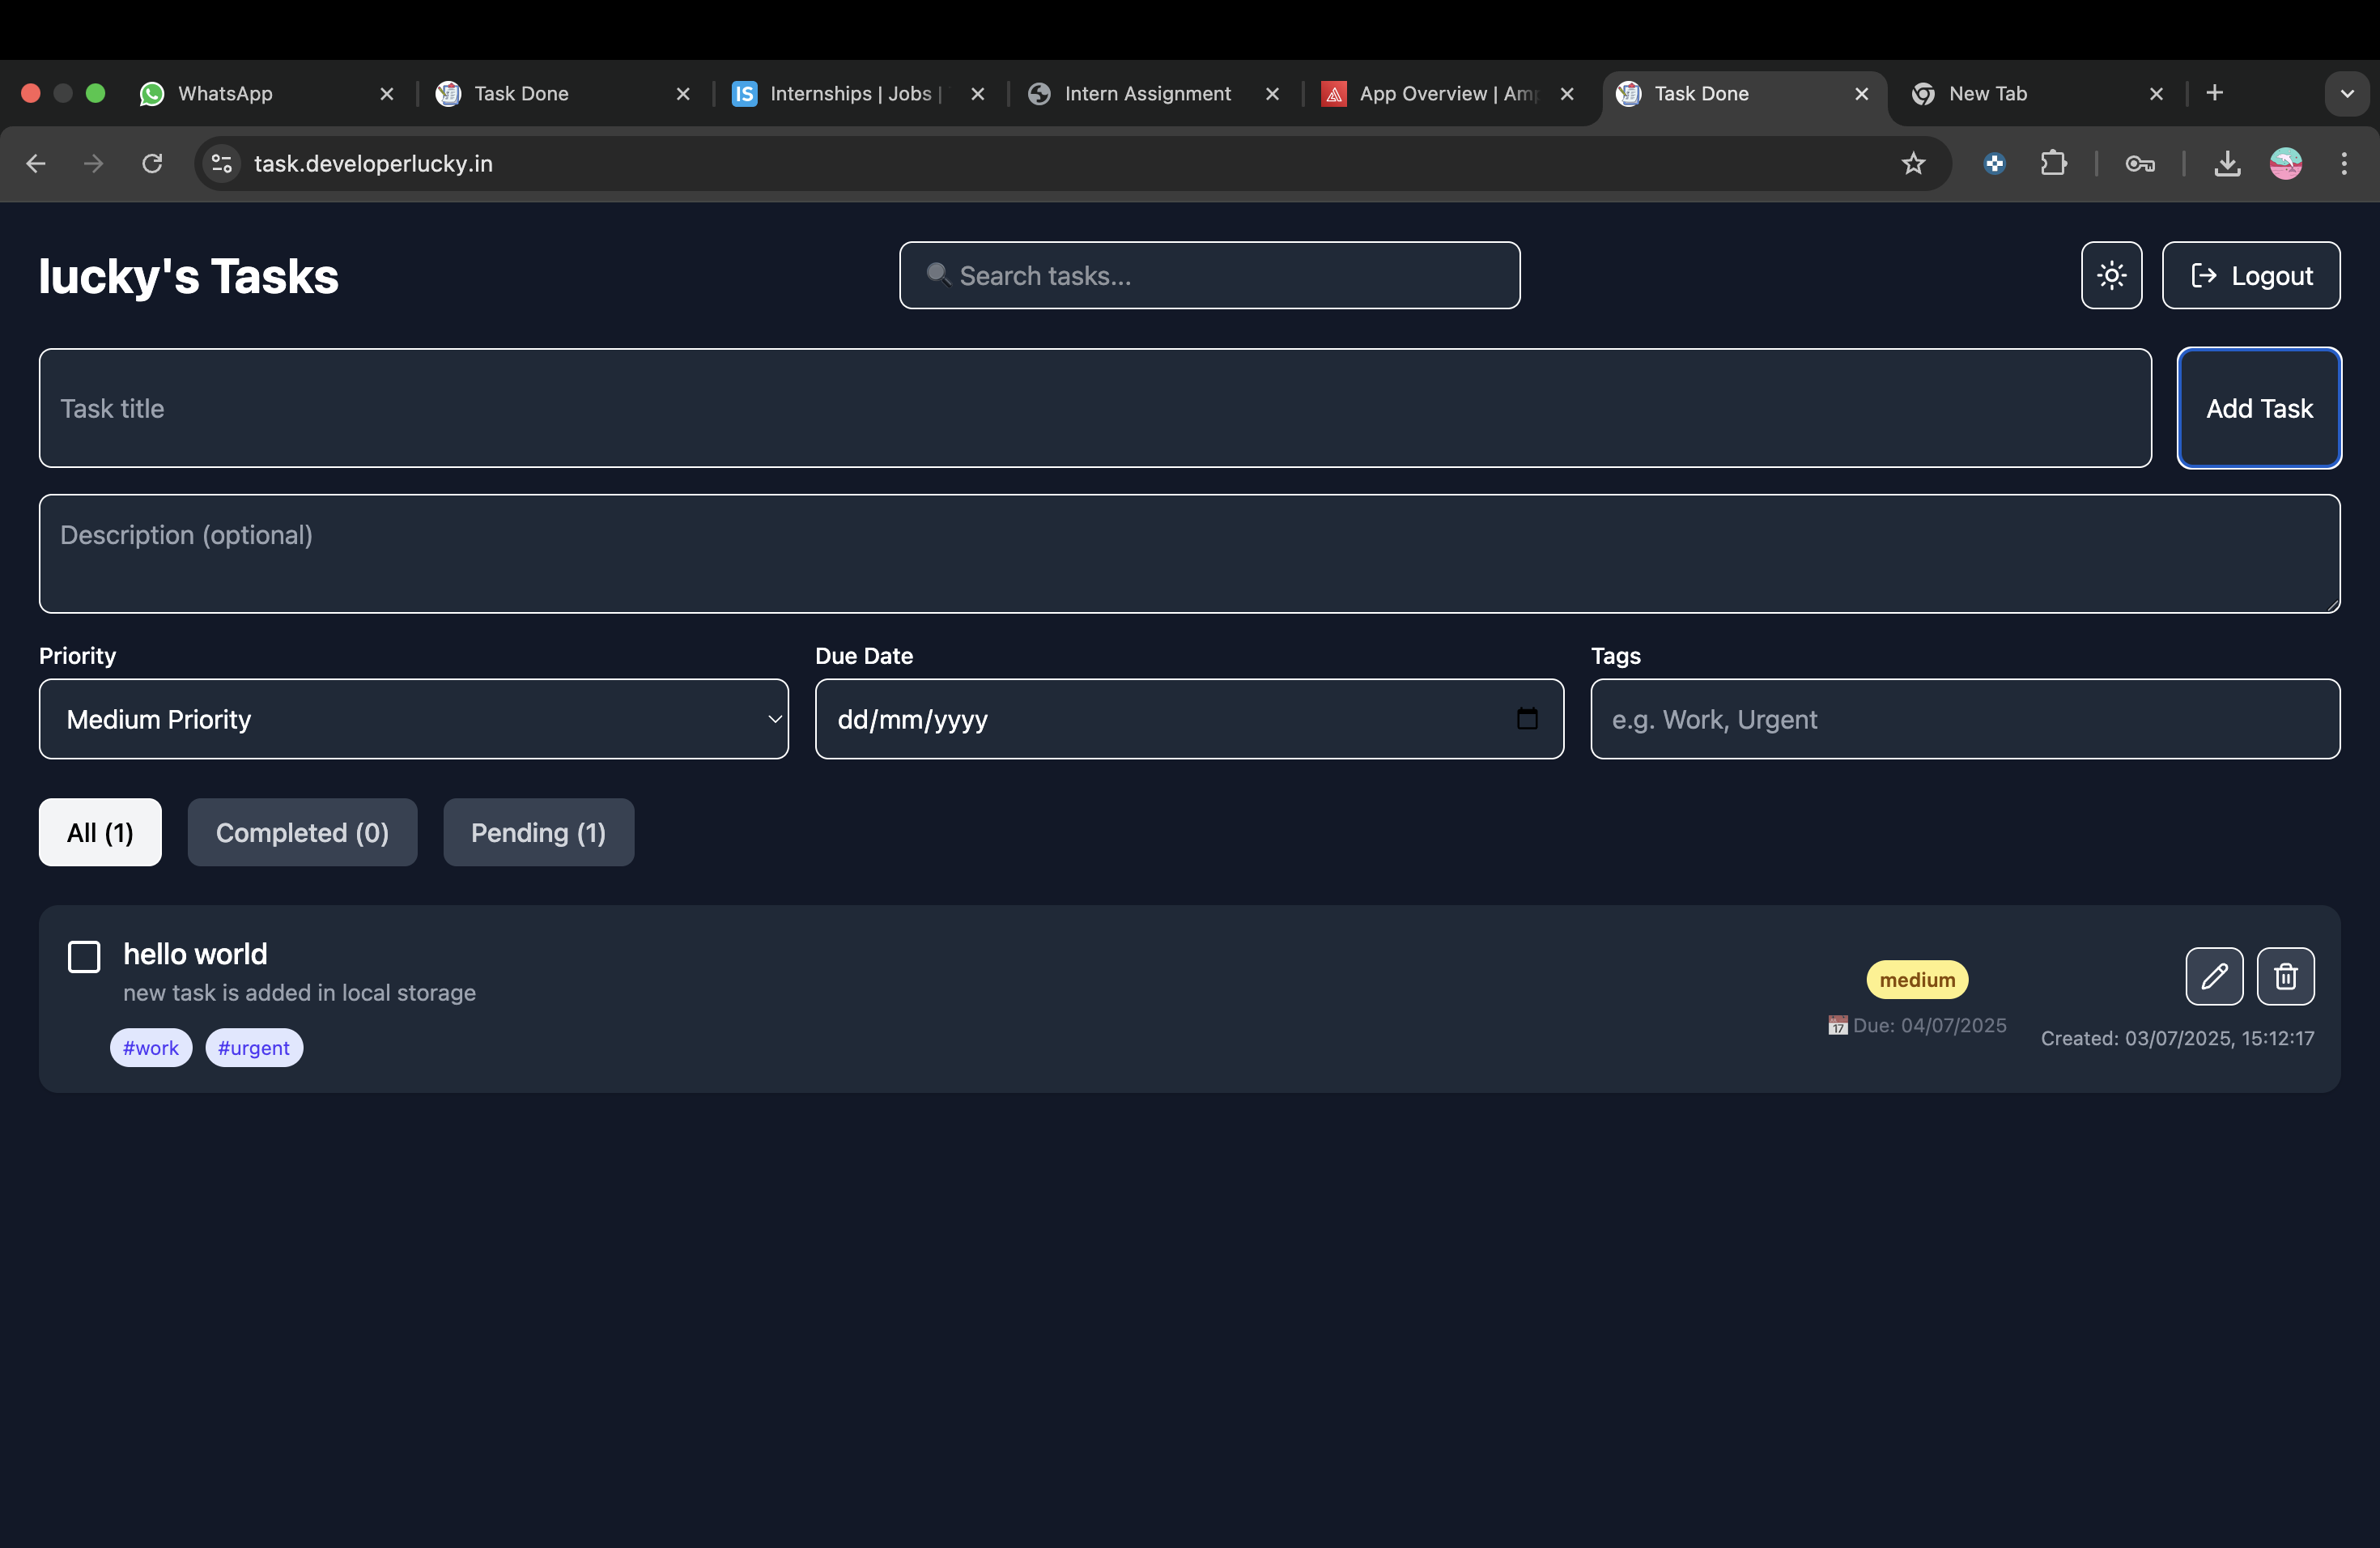 WhatsApp
Task Done
Internships | Jobs |
Intern Assignment
App Overview | Am
Task Done
New Tab
task.developerlucky.in
lucky's Tasks
Search tasks...
Logout
Task title
Add Task
Description (optional)
Priority
Due Date
Tags
Medium Priority
dd/mm/yyyy
e.g. Work, Urgent
All (1)
Completed (0)
Pending (1)
hello world
new task is added in local storage
#work #urgent
medium
17 Due: 04/07/2025
Created: 03/07/2025, 15:12:17